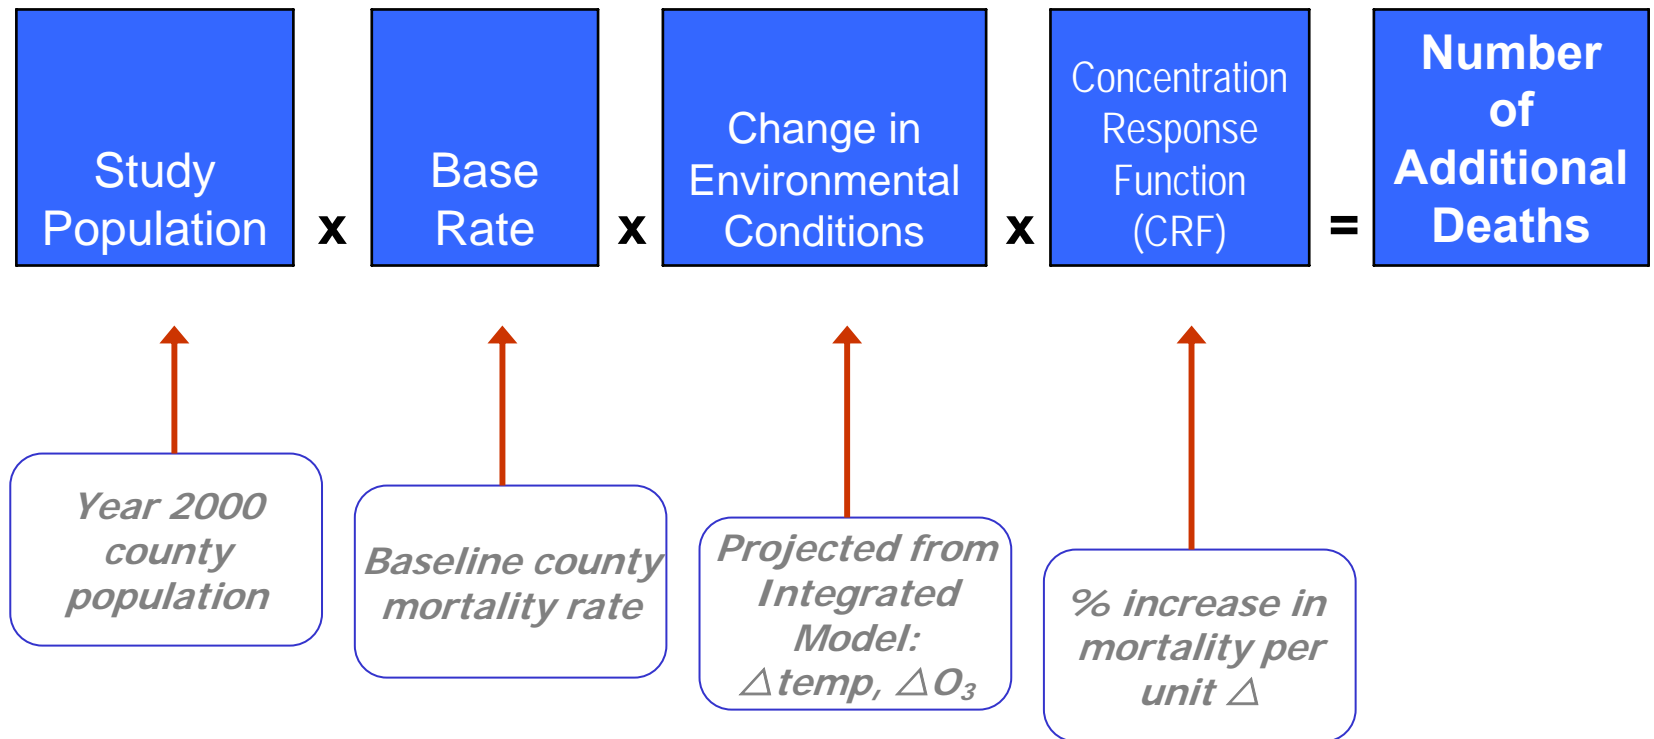 Study
Population
x
Base
Rate
x
Change in
Environmental
Conditions
x
Concentration
Response
Function
(CRF)
=
Number
of
Additional
Deaths
Year 2000
county
population
Baseline county
mortality rate
Projected from
Integrated
Model:
△temp, △O₃
% increase in
mortality per
unit △